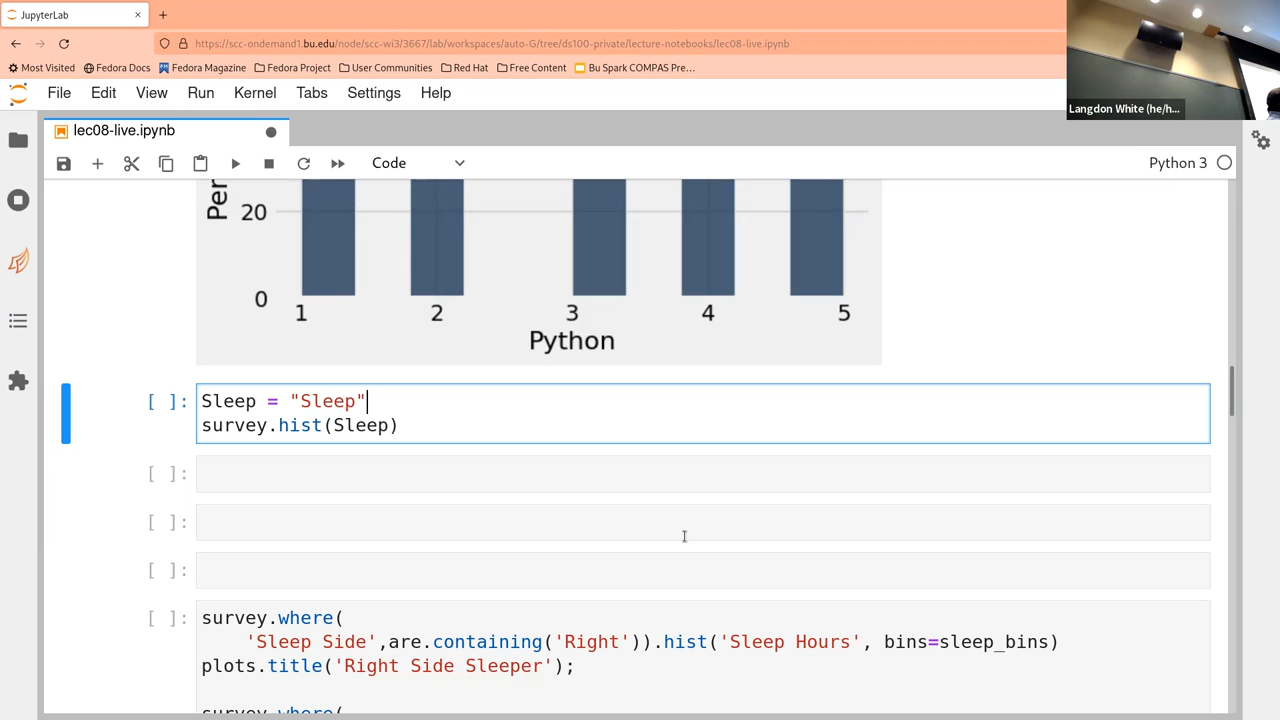 JupyterLab
https://scc-ondemand1.bu.edu/node/scc-wi3/3667/lab/workspaces/auto-G/tree/ds100-private/lecture-notebooks/lec08-live.ipynb
Most Visited Fedora Docs Fedora Magazine Fedora Project User Communities Red Hat Free Content Bu Spark COMPAS Pre…
Langdon White (he/h...
File Edit View Run Kernel Tabs Settings Help
lec08-live.ipynb
Code Python 3
Per
20
0
1 2 3 4 5
Python
[ ]: Sleep = "Sleep"
survey.hist(Sleep)
[ ]:
[ ]:
[ ]:
[ ]: survey.where(
'Sleep Side',are.containing('Right')).hist('Sleep Hours', bins=sleep_bins)
plots.title('Right Side Sleeper');
survey.where(